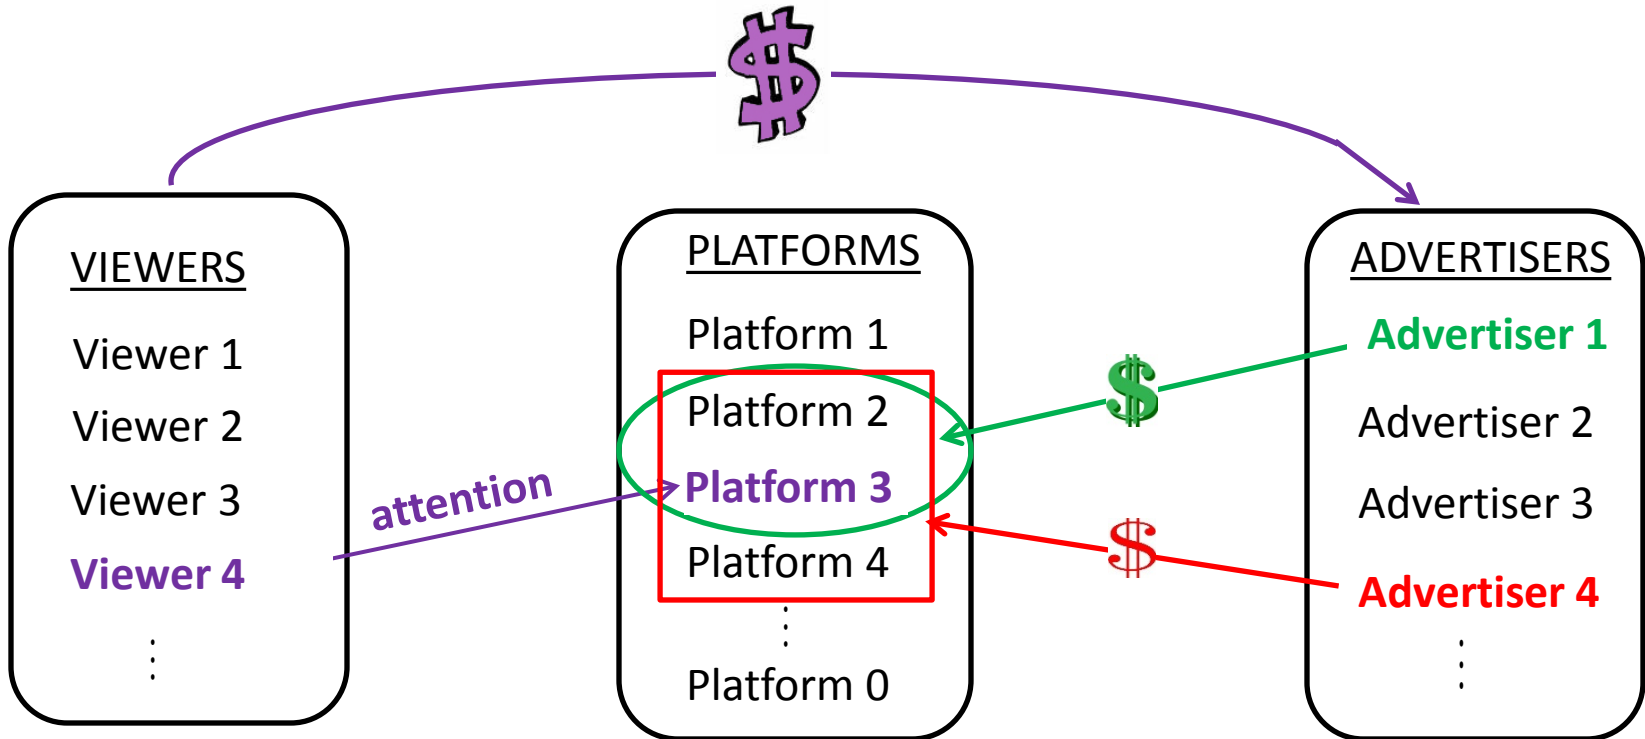 $
VIEWERS
Viewer 1
Viewer 2
Viewer 3
Viewer 4
⋮
attention
PLATFORMS
Platform 1
Platform 2
Platform 3
Platform 4
⋮
Platform 0
$
$
ADVERTISERS
Advertiser 1
Advertiser 2
Advertiser 3
Advertiser 4
⋮